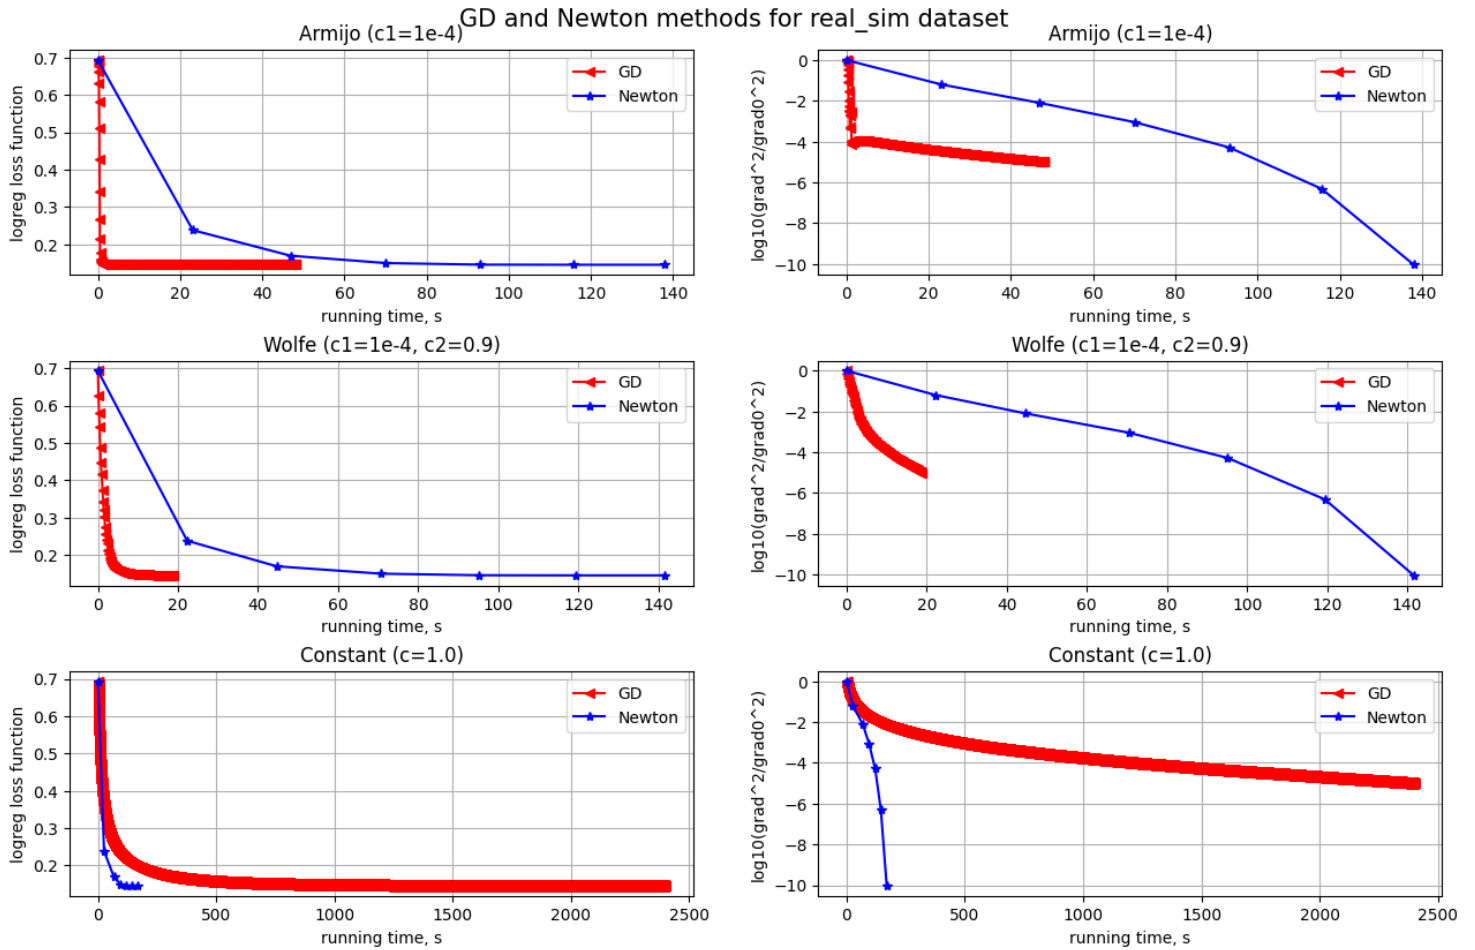 GD and Newton methods for real_sim dataset
Armijo (c1=1e-4)
logreg loss function
0.7
0.6
0.5
0.4
0.3
0.2
GD
Newton
0 20 40 60 80 100 120 140
running time, s
Armijo (c1=1e-4)
log10(grad^2/grad0^2)
0
−2
−4
−6
−8
−10
GD
Newton
0 20 40 60 80 100 120 140
running time, s
Wolfe (c1=1e-4, c2=0.9)
logreg loss function
0.7
0.6
0.5
0.4
0.3
0.2
GD
Newton
0 20 40 60 80 100 120 140
running time, s
Wolfe (c1=1e-4, c2=0.9)
log10(grad^2/grad0^2)
0
−2
−4
−6
−8
−10
GD
Newton
0 20 40 60 80 100 120 140
running time, s
Constant (c=1.0)
logreg loss function
0.7
0.6
0.5
0.4
0.3
0.2
GD
Newton
0 500 1000 1500 2000 2500
running time, s
Constant (c=1.0)
log10(grad^2/grad0^2)
0
−2
−4
−6
−8
−10
GD
Newton
0 500 1000 1500 2000 2500
running time, s